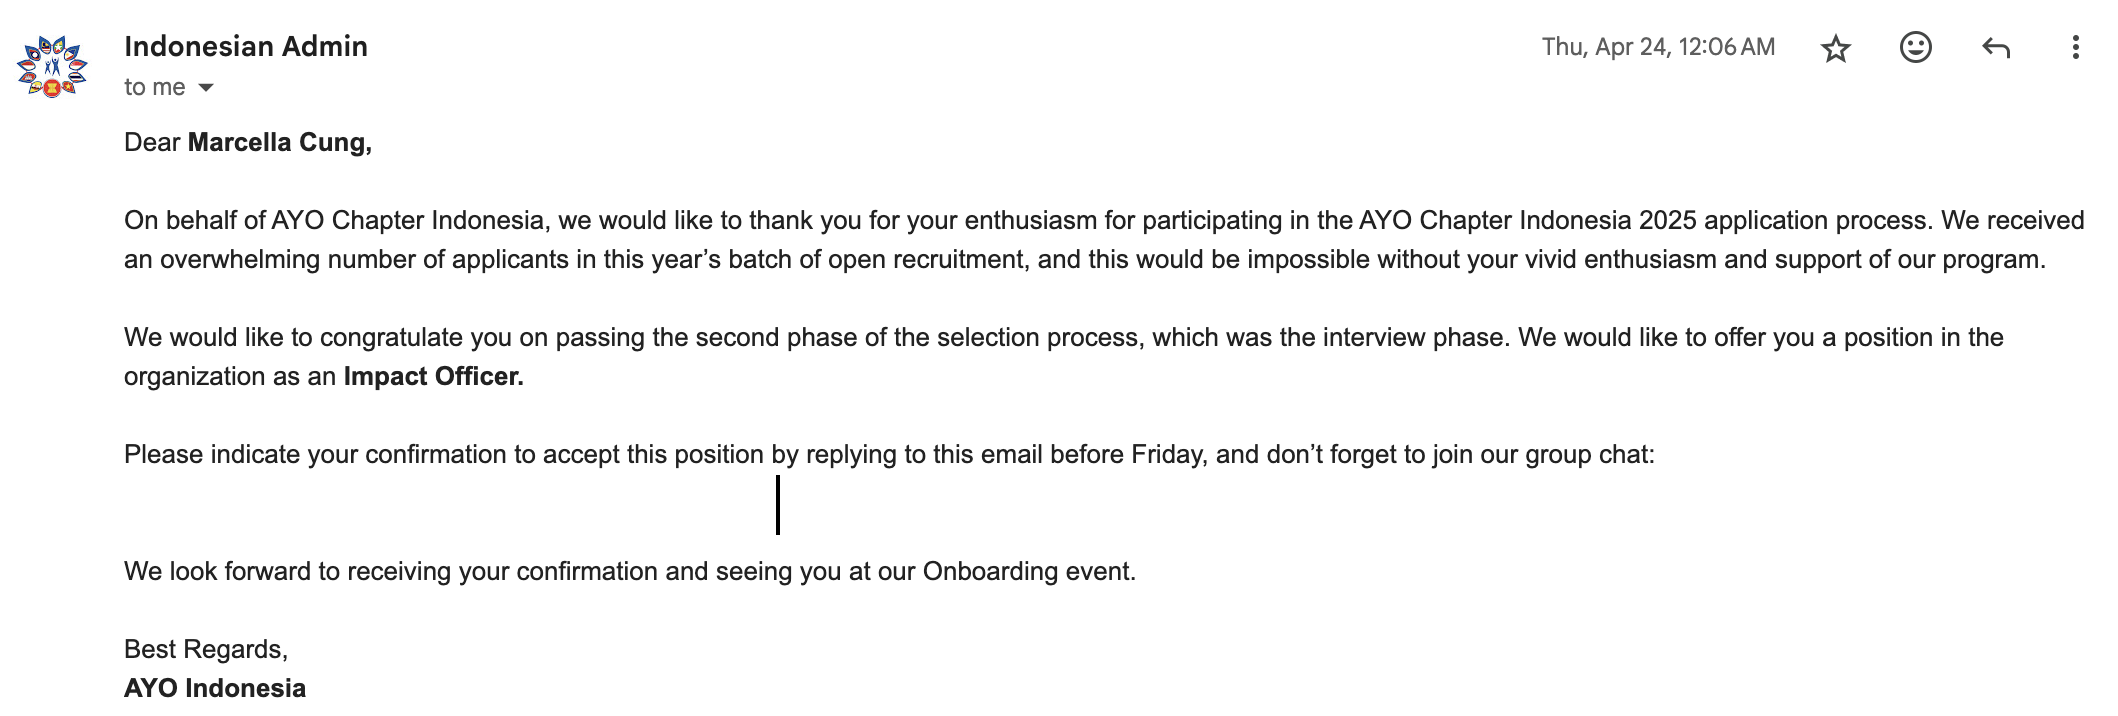 Indonesian Admin
Thu, Apr 24, 12:06 AM
to me
Dear Marcella Cung,
On behalf of AYO Chapter Indonesia, we would like to thank you for your enthusiasm for participating in the AYO Chapter Indonesia 2025 application process. We received
an overwhelming number of applicants in this year’s batch of open recruitment, and this would be impossible without your vivid enthusiasm and support of our program.
We would like to congratulate you on passing the second phase of the selection process, which was the interview phase. We would like to offer you a position in the
organization as an Impact Officer.
Please indicate your confirmation to accept this position by replying to this email before Friday, and don’t forget to join our group chat:
We look forward to receiving your confirmation and seeing you at our Onboarding event.
Best Regards,
AYO Indonesia